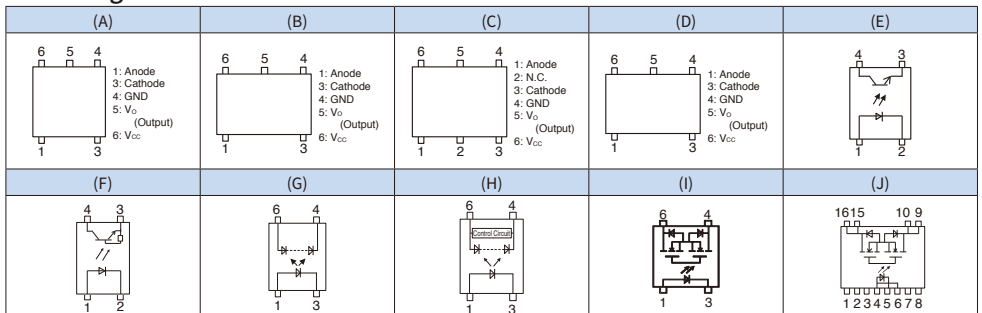 (A) (B) (C) (D) (E)
6 5 4
1: Anode
3: Cathode
4: GND
5: Vo
(Output)
6: Vcc
1 3
6 5 4
1: Anode
3: Cathode
4: GND
5: Vo
(Output)
6: Vcc
1 3
6 5 4
1: Anode
2: N.C.
3: Cathode
4: GND
5: Vo
(Output)
6: Vcc
1 2 3
6 5 4
1: Anode
3: Cathode
4: GND
5: Vo
(Output)
6: Vcc
1 3
4 3
1 2
(F) (G) (H) (I) (J)
4 3
1 2
6 4
1 3
6 4
Control Circuit
1 3
6 4
1 3
1615 10 9
1 2 3 4 5 6 7 8